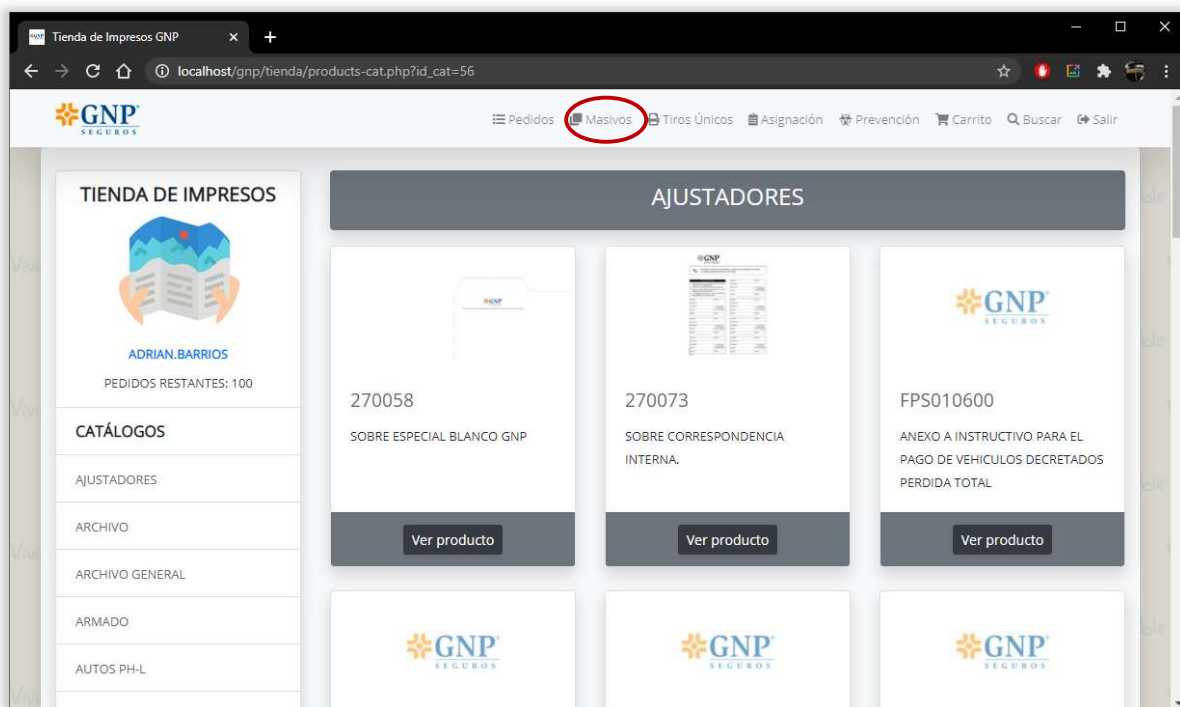 Tienda de Impresos GNP
localhost/gnp/tienda/products-cat.php?id_cat=56
GNP
SEGUROS
Pedidos Masivos Tiros Únicos Asignación Prevención Carrito Buscar Salir
TIENDA DE IMPRESOS
ADRIAN.BARRIOS
PEDIDOS RESTANTES: 100
CATÁLOGOS
AJUSTADORES
ARCHIVO
ARCHIVO GENERAL
ARMADO
AUTOS PH-L
AJUSTADORES
GNP
270058
SOBRE ESPECIAL BLANCO GNP
Ver producto
GNP
270073
SOBRE CORRESPONDENCIA
INTERNA.
Ver producto
GNP
SEGUROS
FPS010600
ANEXO A INSTRUCTIVO PARA EL
PAGO DE VEHICULOS DECRETADOS
PERDIDA TOTAL
Ver producto
GNP
SEGUROS
GNP
SEGUROS
GNP
SEGUROS